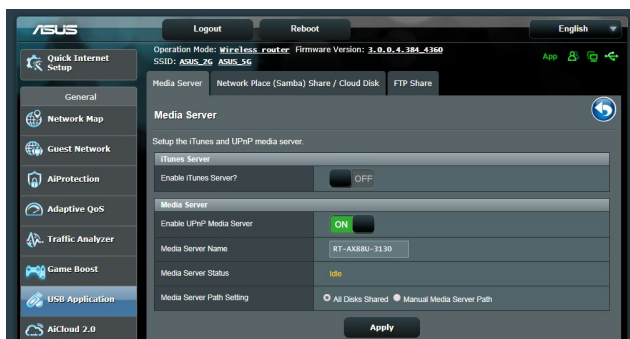 ASUS
Logout
Reboot
English
Quick Internet
Setup
General
Network Map
Guest Network
AiProtection
Adaptive QoS
Traffic Analyzer
Game Boost
USB Application
AiCloud 2.0
Operation Mode: Wireless router Firmware Version: 3.0.0.4.384_4360
SSID: ASUS_2G ASUS_5G
App
Media Server
Network Place (Samba) Share / Cloud Disk
FTP Share
Media Server
Setup the iTunes and UPnP media server.
iTunes Server
Enable iTunes Server?
OFF
Media Server
Enable UPnP Media Server
ON
Media Server Name
RT-AX88U-3130
Media Server Status
Idle
Media Server Path Setting
All Disks Shared Manual Media Server Path
Apply